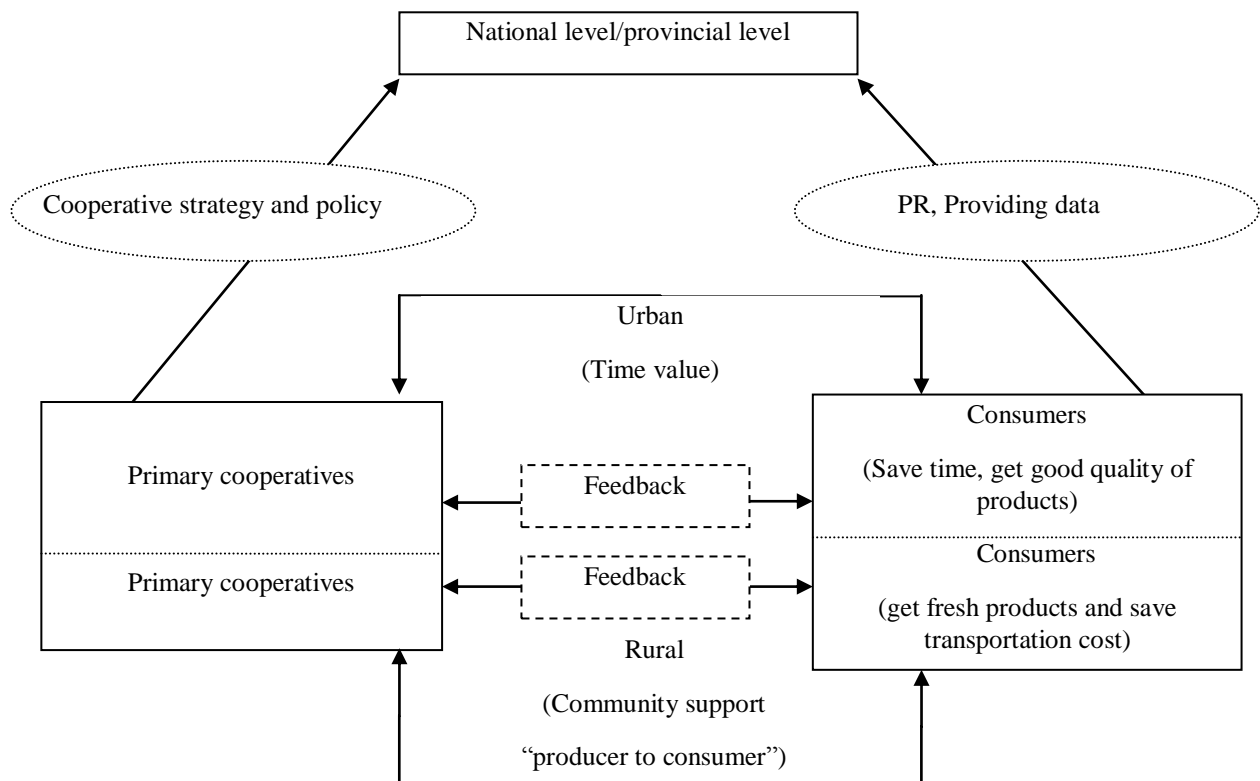 National level/provincial level
Cooperative strategy and policy
PR, Providing data
Urban
(Time value)
Primary cooperatives
Feedback
Consumers
(Save time, get good quality of
products)
Primary cooperatives
Feedback
Consumers
(get fresh products and save
transportation cost)
Rural
(Community support
“producer to consumer”)